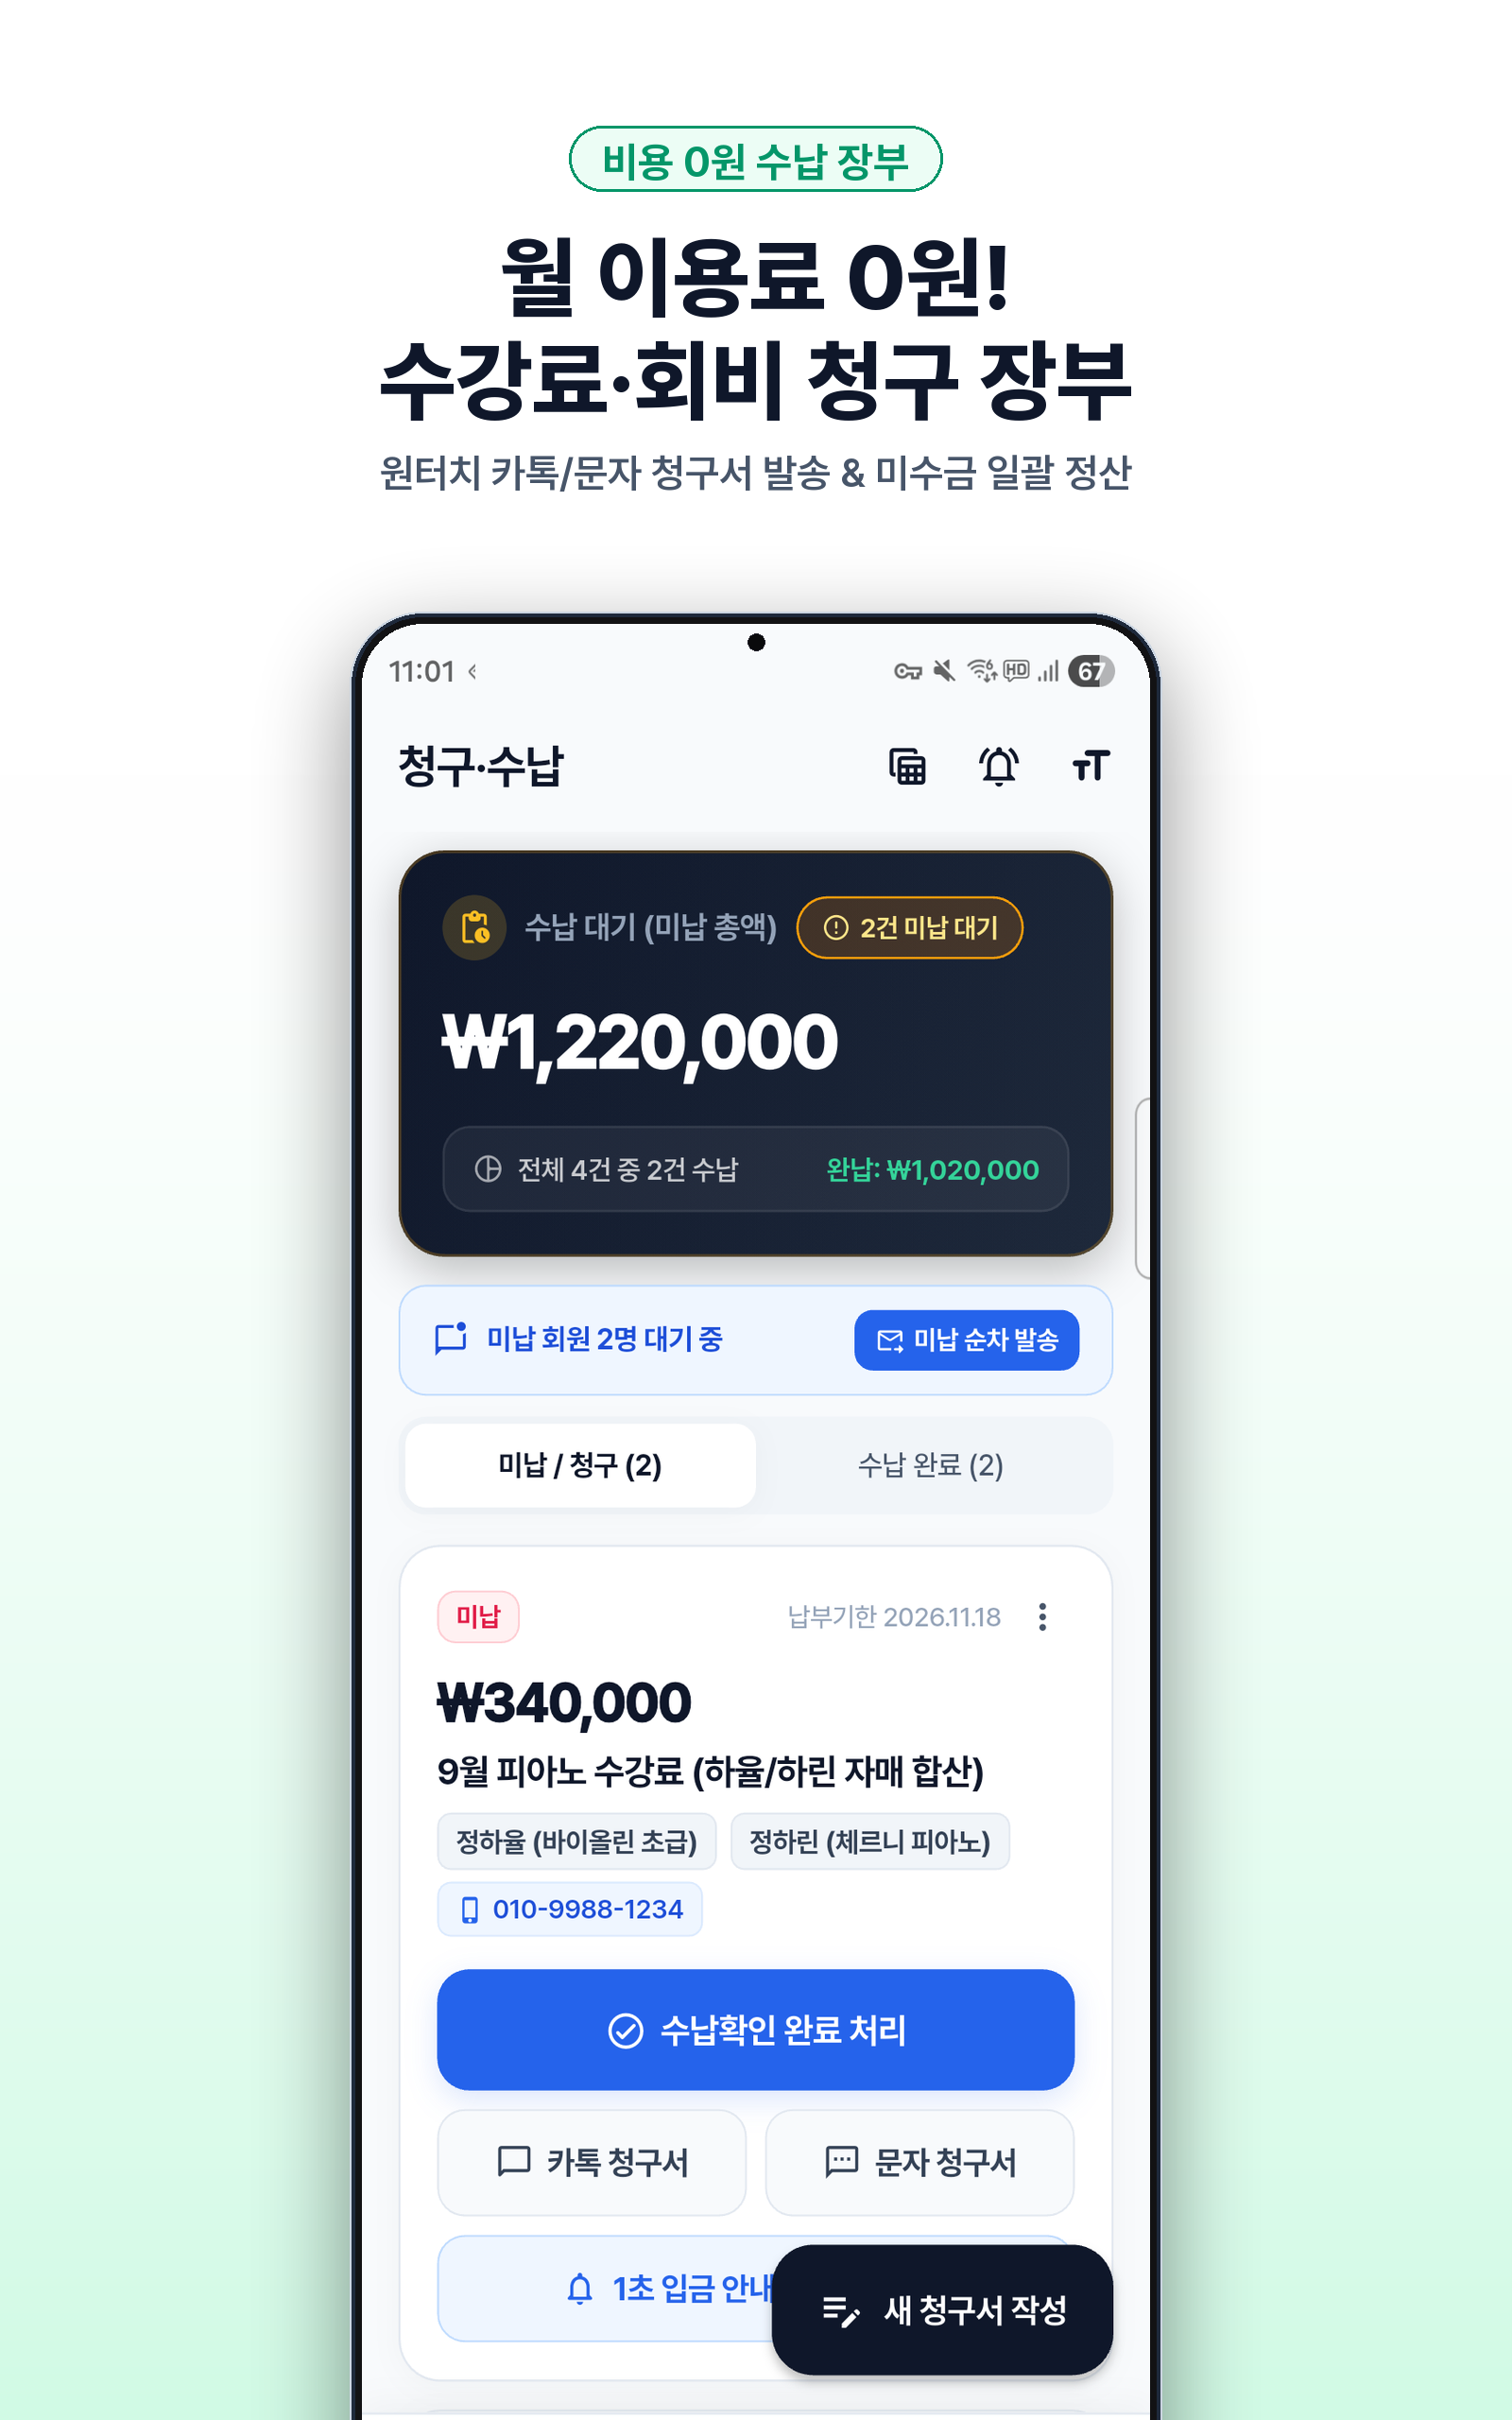 비용 0원 수납 장부
월 이용료 0원!
수강료·회비 청구 장부
원터치 카톡/문자 청구서 발송 & 미수금 일괄 정산
11:01
HD
67
청구·수납
수납 대기 (미납 총액)
2건 미납 대기
₩1,220,000
전체 4건 중 2건 수납
완납: ₩1,020,000
미납 회원 2명 대기 중
미납 순차 발송
미납 / 청구 (2)
수납 완료 (2)
미납
납부기한 2026.11.18
₩340,000
9월 피아노 수강료 (하율/하린 자매 합산)
정하율 (바이올린 초급)
정하린 (체르니 피아노)
010-9988-1234
수납확인 완료 처리
카톡 청구서
문자 청구서
1초 입금 안내
새 청구서 작성